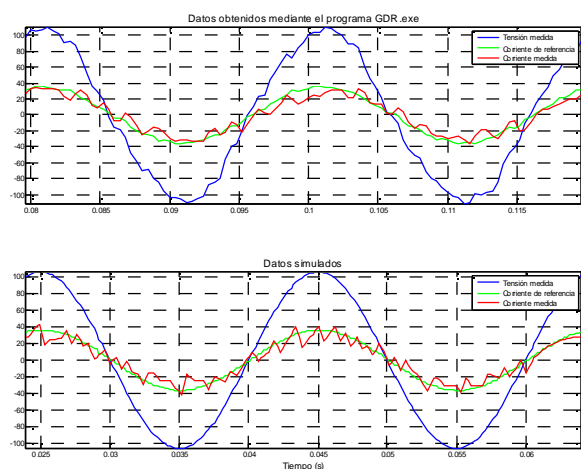 Datos obtenidos mediante el programa GDR.exe
Tensión medida
Corriente de referencia
Corriente medida
100
80
60
40
20
0
-20
-40
-60
-80
-100
0.08 0.085 0.09 0.095 0.1 0.105 0.11 0.115
Datos simulados
Tensión medida
Corriente de referencia
Corriente medida
100
80
60
40
20
0
-20
-40
-60
-80
-100
0.025 0.03 0.035 0.04 0.045 0.05 0.055 0.06
Tiempo (s)